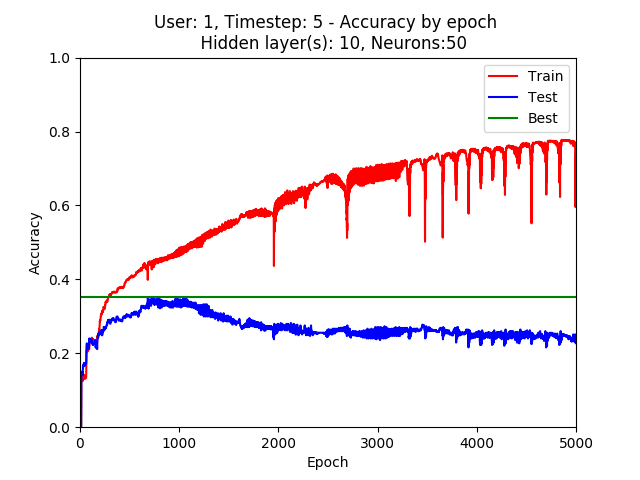 User: 1, Timestep: 5 - Accuracy by epoch
Hidden layer(s): 10, Neurons:50
1.0
0.8
0.6
0.4
0.2
0.0
Accuracy
Train
Test
Best
0
1000
2000
3000
4000
5000
Epoch